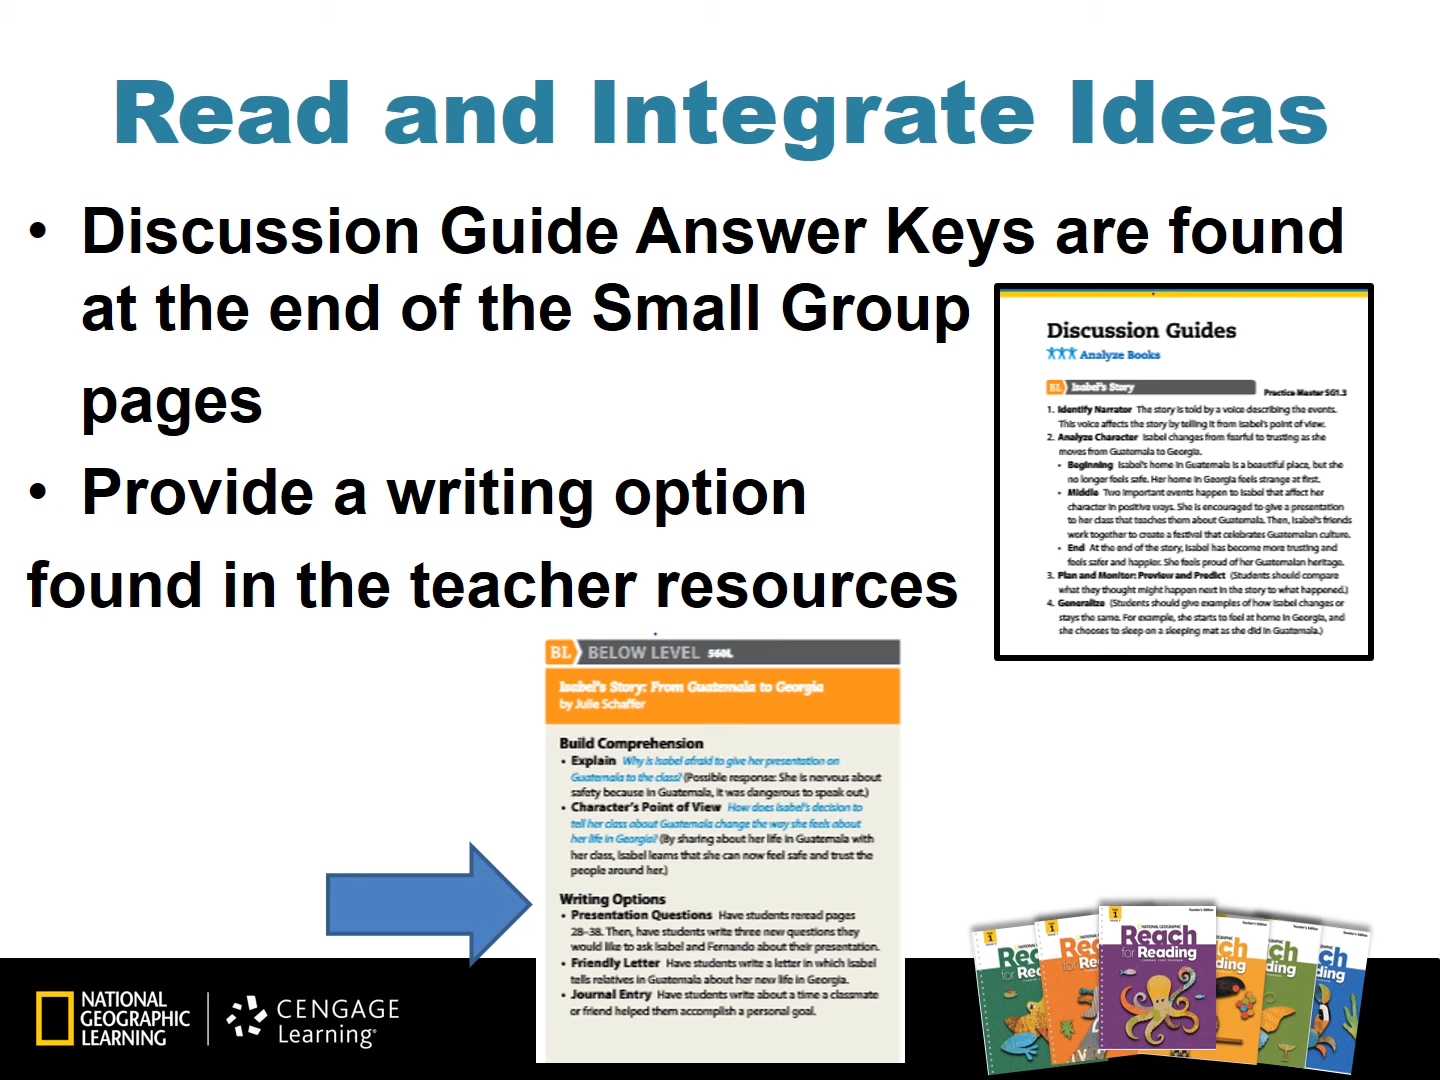 Read and Integrate Ideas
• Discussion Guide Answer Keys are found
at the end of the Small Group
pages
• Provide a writing option
found in the teacher resources
Discussion Guides
Analyze Books
BL Isabel's Story
Practice Master SG1.3
1. Identify Narrator The story is told by a voice describing the events.
This voice affects the story by telling it from Isabel's point of view.
2. Analyze Character Isabel changes from fearful to trusting as she
moves from Guatemala to Georgia.
• Beginning Isabel's home in Guatemala is a beautiful place, but she
no longer feels safe. Her home in Georgia feels strange at first.
• Middle Two important events happen to Isabel that affect her
character in positive ways. She is encouraged to give a presentation
to her class that teaches them about Guatemala. Then, Isabel's friends
work together to create a festival that celebrates Guatemalan culture.
• End At the end of the story, Isabel has become more trusting and
feels safer and happier. She feels proud of her Guatemalan heritage.
3. Plan and Monitor: Preview and Predict (Students should compare
what they thought might happen next in the story to what happened.)
4. Generalize (Students should give examples of how Isabel changes or
stays the same. For example, she starts to feel at home in Georgia, and
she chooses to sleep on a sleeping mat as she did in Guatemala.)
BL BELOW LEVEL 560L
Isabel's Story: From Guatemala to Georgia
by Julie Schaffer
Build Comprehension
• Explain Why is Isabel afraid to give her presentation on
Guatemala to the class? (Possible response: She is nervous about
safety because in Guatemala, it was dangerous to speak out.)
• Character's Point of View How does Isabel's decision to
tell her class about Guatemala change the way she feels about
her life in Georgia? (By sharing about her life in Guatemala with
her class, Isabel learns that she can now feel safe and trust the
people around her.)
Writing Options
• Presentation Questions Have students reread pages
28–38. Then, have students write three new questions they
would like to ask Isabel and Fernando about their presentation.
• Friendly Letter Have students write a letter in which Isabel
tells relatives in Guatemala about her new life in Georgia.
• Journal Entry Have students write about a time a classmate
or friend helped them accomplish a personal goal.
NATIONAL
GEOGRAPHIC
LEARNING
CENGAGE
Learning
1
Teacher's Edition
NATIONAL GEOGRAPHIC
Reach
for Reading